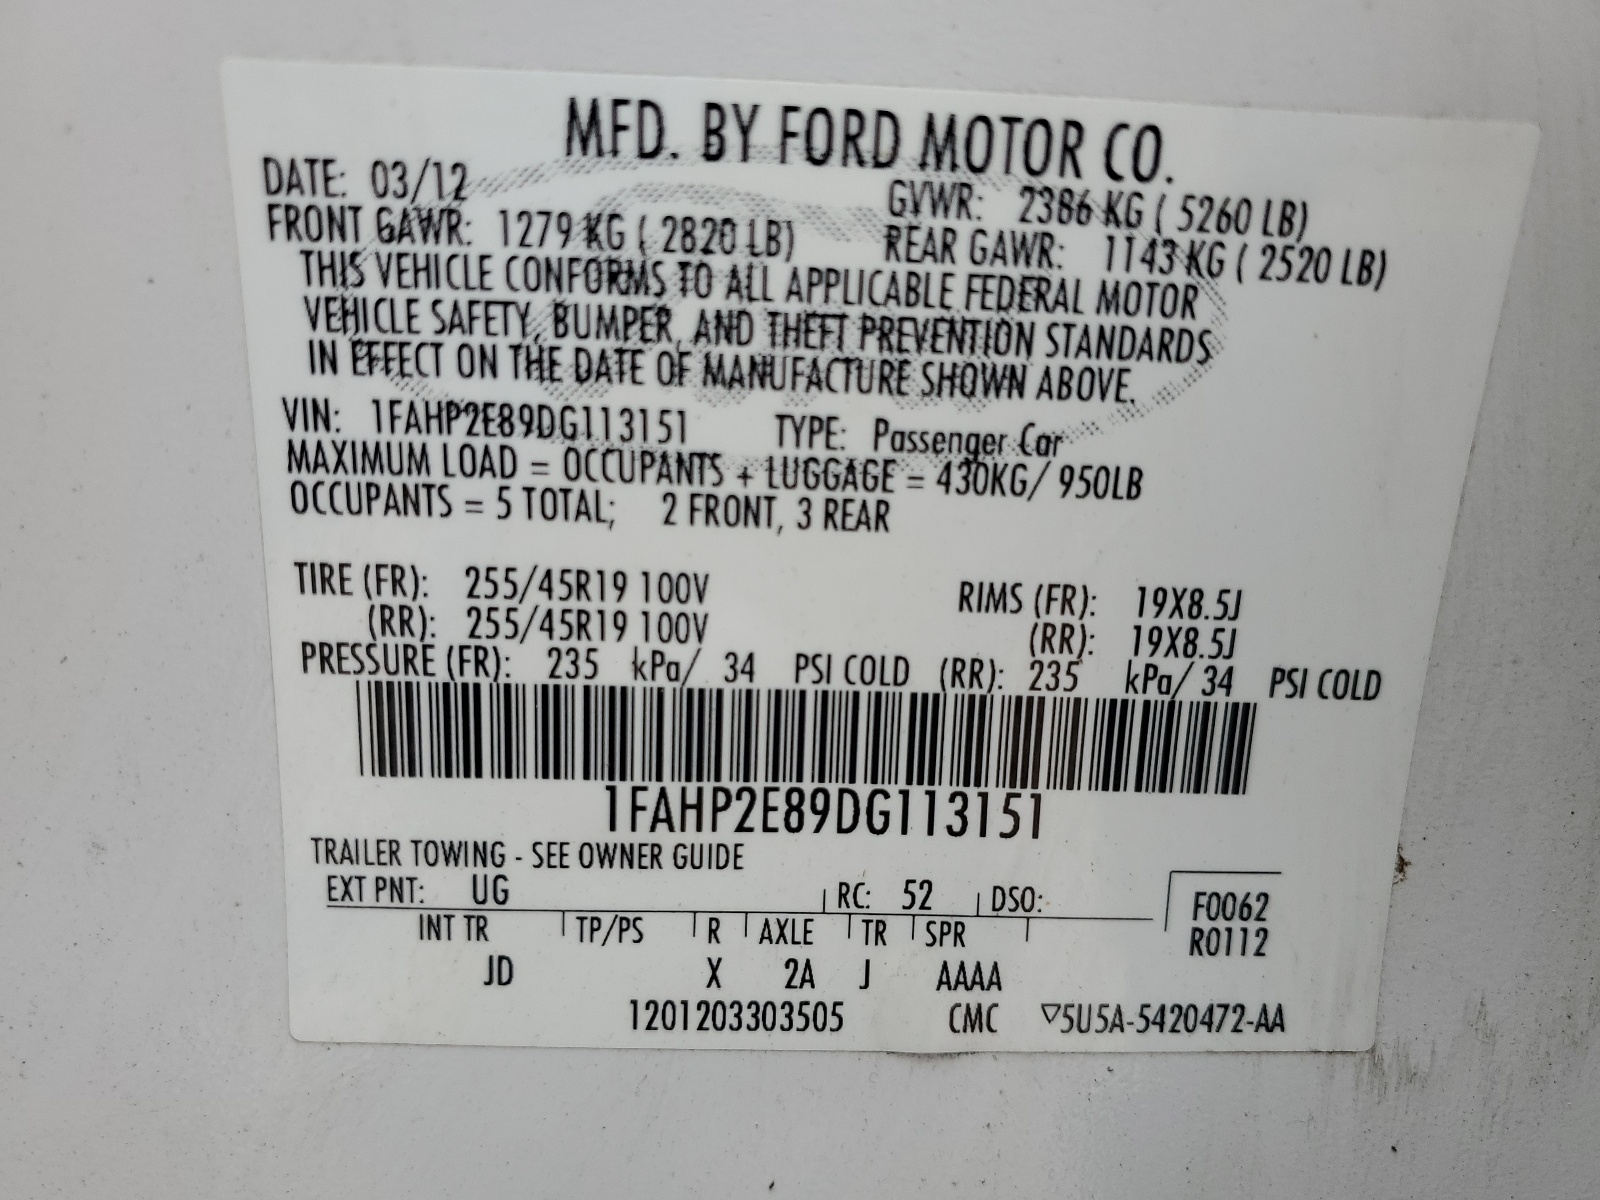 MFD. BY FORD MOTOR CO.
DATE: 03/12 GVWR: 2386 KG ( 5260 LB)
FRONT GAWR: 1279 KG ( 2820 LB) REAR GAWR: 1143 KG ( 2520 LB)
THIS VEHICLE CONFORMS TO ALL APPLICABLE FEDERAL MOTOR
VEHICLE SAFETY, BUMPER, AND THEFT PREVENTION STANDARDS
IN EFFECT ON THE DATE OF MANUFACTURE SHOWN ABOVE.
VIN: 1FAHP2E89DG113151 TYPE: Passenger Car
MAXIMUM LOAD = OCCUPANTS + LUGGAGE = 430KG/ 950LB
OCCUPANTS = 5 TOTAL; 2 FRONT, 3 REAR
TIRE (FR): 255/45R19 100V RIMS (FR): 19X8.5J
(RR): 255/45R19 100V (RR): 19X8.5J
PRESSURE (FR): 235 kPa/ 34 PSI COLD (RR): 235 kPa/ 34 PSI COLD
1FAHP2E89DG113151
TRAILER TOWING - SEE OWNER GUIDE
EXT PNT: UG RC: 52 DSO: F0062
INT TR TP/PS R AXLE TR SPR R0112
JD X 2A J AAAA
1201203303505 CMC ▽5U5A-5420472-AA